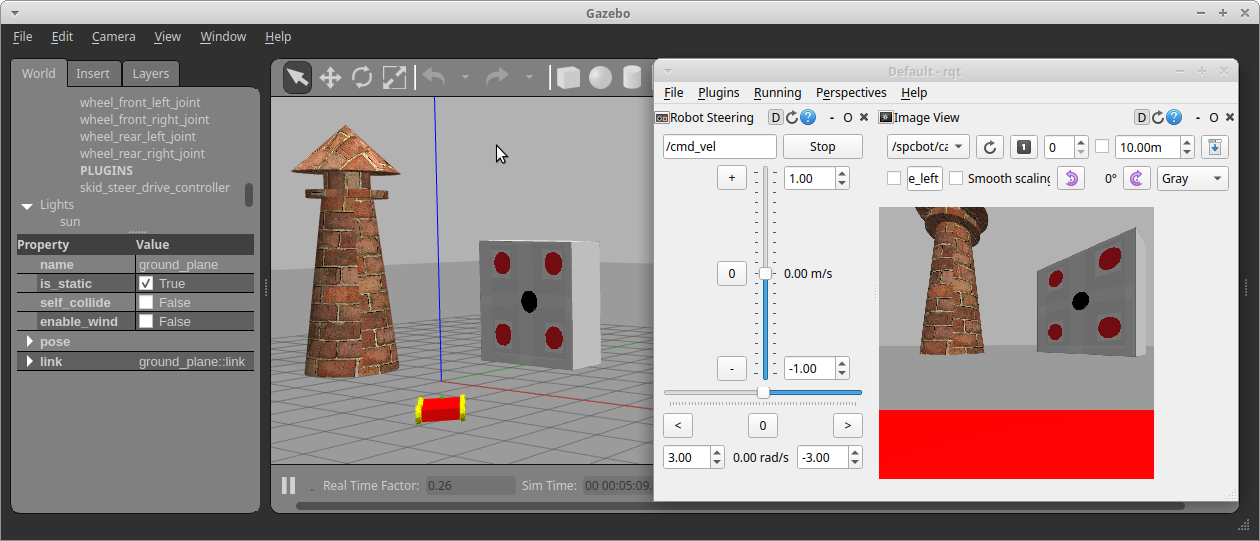 Gazebo
File Edit Camera View Window Help
World Insert Layers
wheel_front_left_joint
wheel_front_right_joint
wheel_rear_left_joint
wheel_rear_right_joint
PLUGINS
skid_steer_drive_controller
Lights
sun
Property Value
name ground_plane
is_static True
self_collide False
enable_wind False
pose
link ground_plane::link
Real Time Factor: 0.26 Sim Time: 00 00:05:09.
Default - rqt
File Plugins Running Perspectives Help
Robot Steering D - O
/cmd_vel Stop
+ 1.00
0 0.00 m/s
- -1.00
< 0 >
3.00 0.00 rad/s -3.00
Image View D - O
/spcbot/ca 1 0 10.00m
e_left Smooth scaling 0° Gray